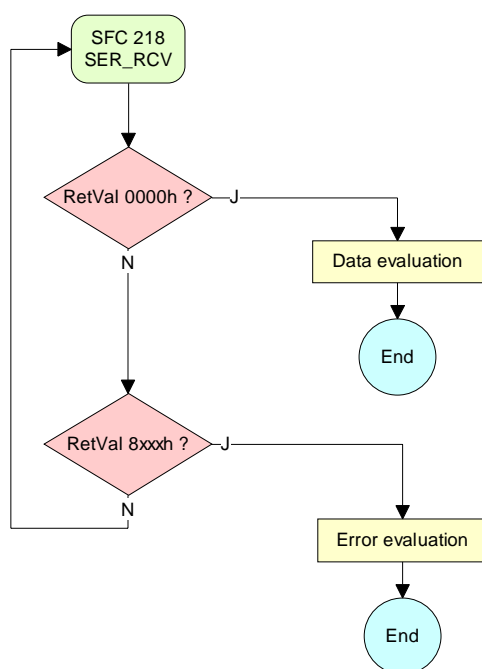 SFC 218
SER_RCV
RetVal 0000h ?
J
N
Data evaluation
End
RetVal 8xxxh ?
J
N
Error evaluation
End